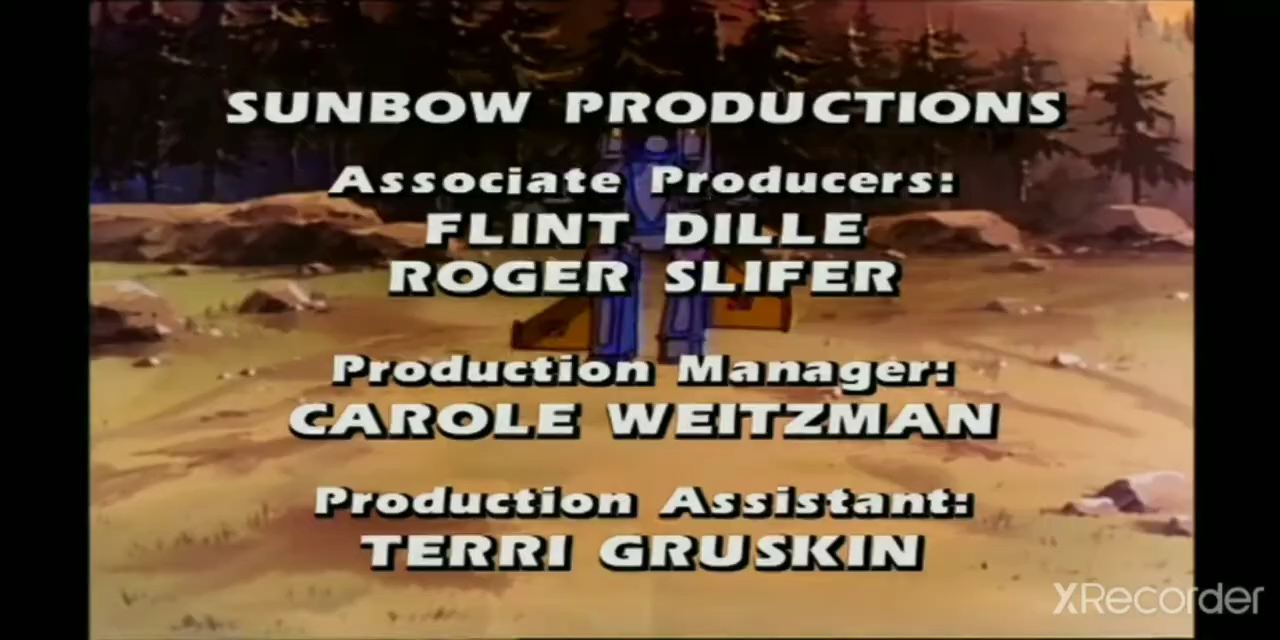 SUNBOW PRODUCTIONS
Associate Producers:
FLINT DILLE
ROGER SLIFER
Production Manager:
CAROLE WEITZMAN
Production Assistant:
TERRI GRUSKIN
XRecorder